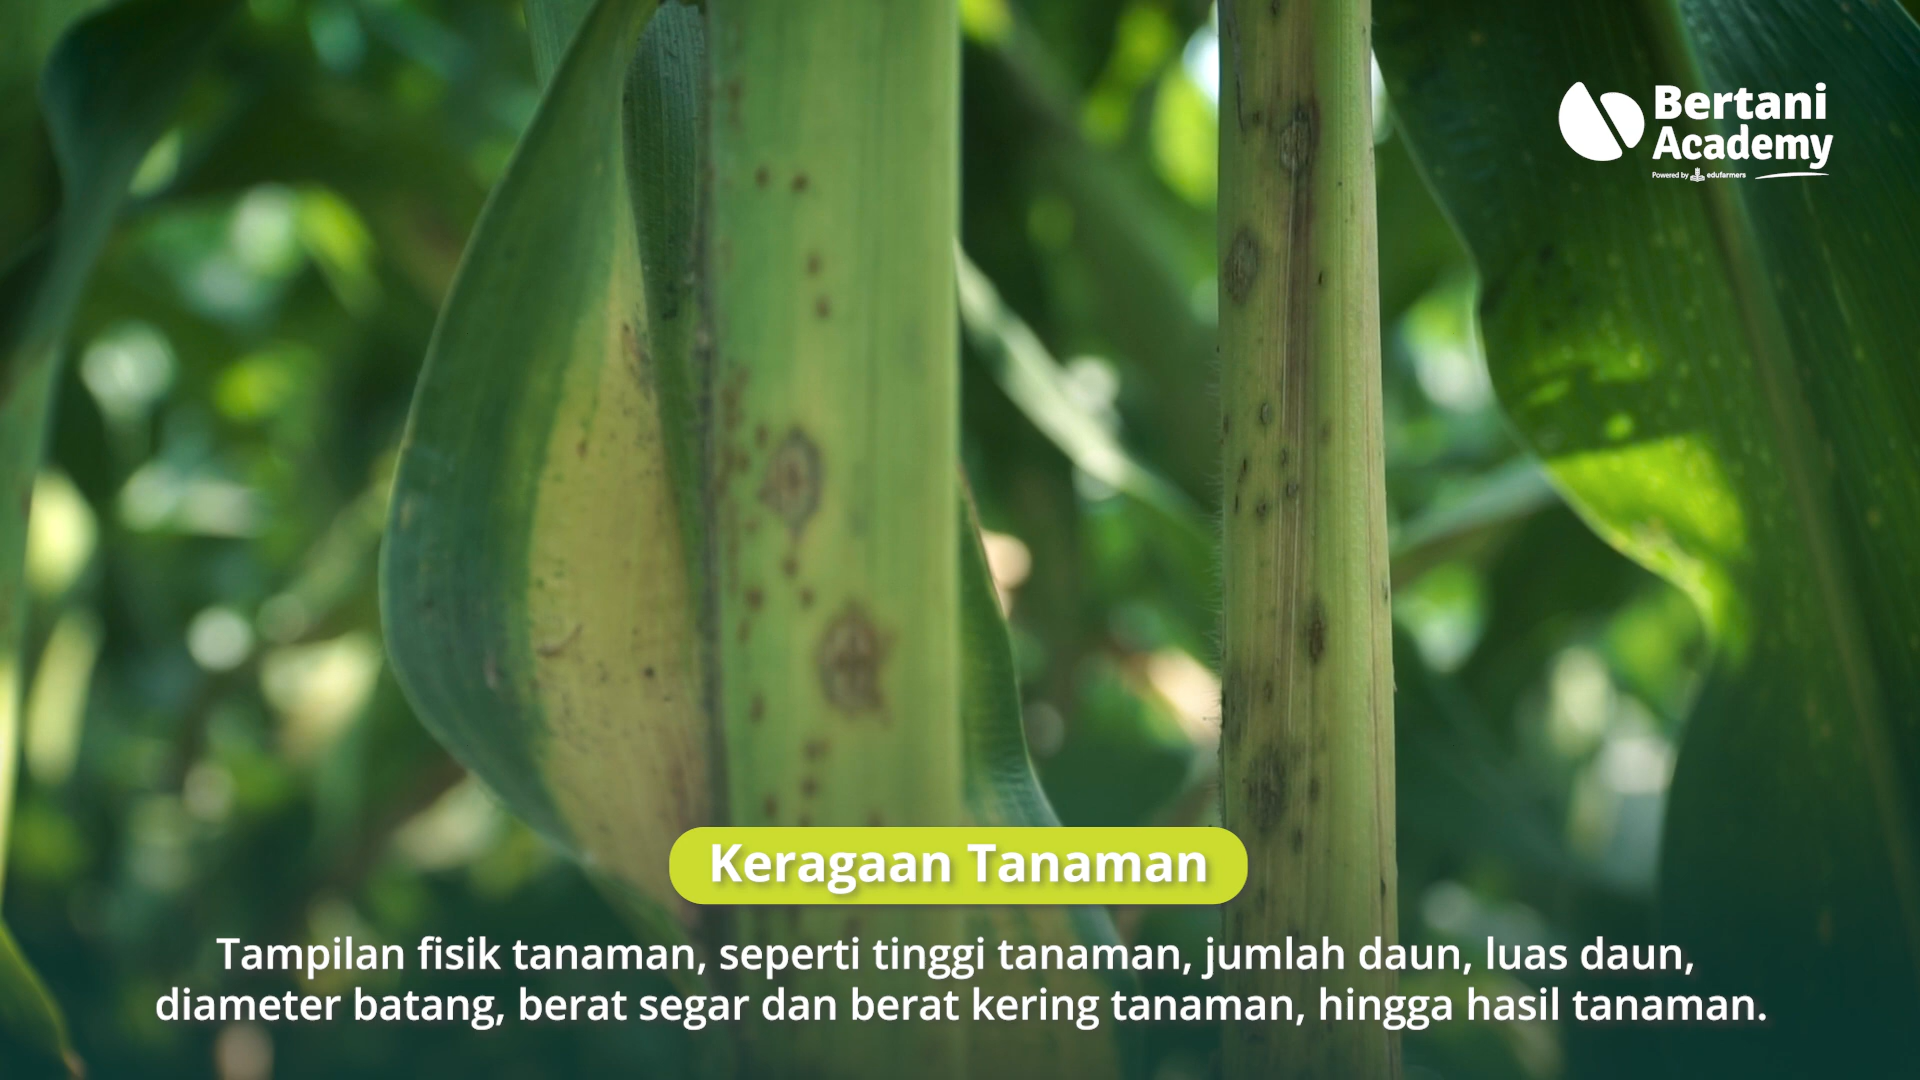 Bertani
Academy
Powered by edufarmers
Keragaan Tanaman
Tampilan fisik tanaman, seperti tinggi tanaman, jumlah daun, luas daun,
diameter batang, berat segar dan berat kering tanaman, hingga hasil tanaman.